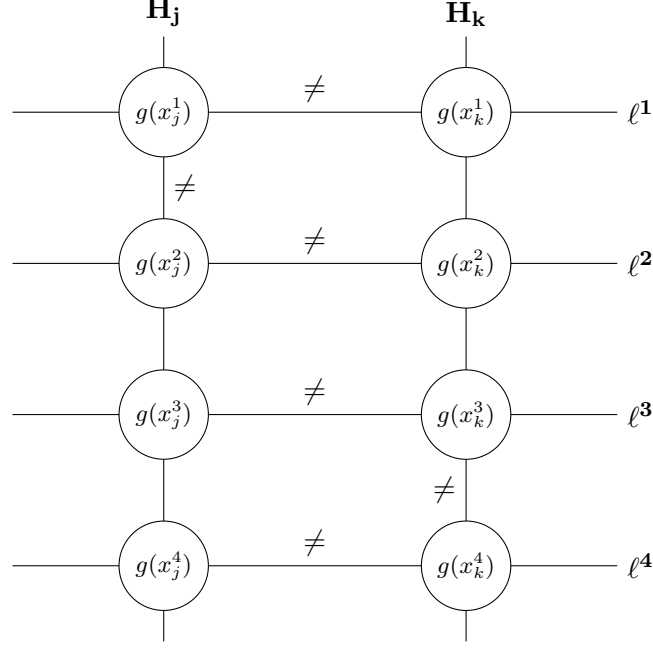 H_j H_k
g(x_j^1) ≠ g(x_k^1) ℓ^1
≠
g(x_j^2) ≠ g(x_k^2) ℓ^2
g(x_j^3) ≠ g(x_k^3) ℓ^3
≠
g(x_j^4) ≠ g(x_k^4) ℓ^4